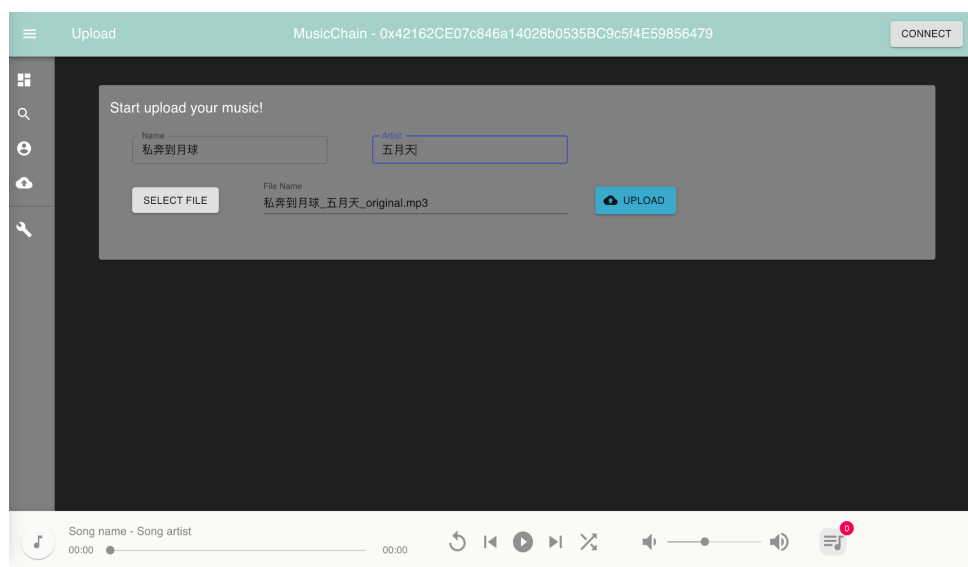 Upload
MusicChain - 0x42162CE07c846a14026b0535BC9c5f4E59856479
CONNECT
Start upload your music!
Name
私奔到月球
Artist
五月天
SELECT FILE
File Name
私奔到月球_五月天_original.mp3
UPLOAD
Song name - Song artist
00:00
00:00
0